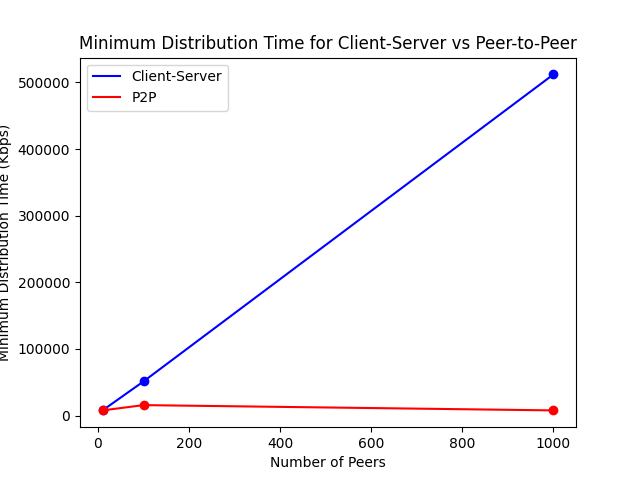 Minimum Distribution Time for Client-Server vs Peer-to-Peer
Client-Server
P2P
Minimum Distribution Time (Kbps)
500000
400000
300000
200000
100000
0
0 200 400 600 800 1000
Number of Peers